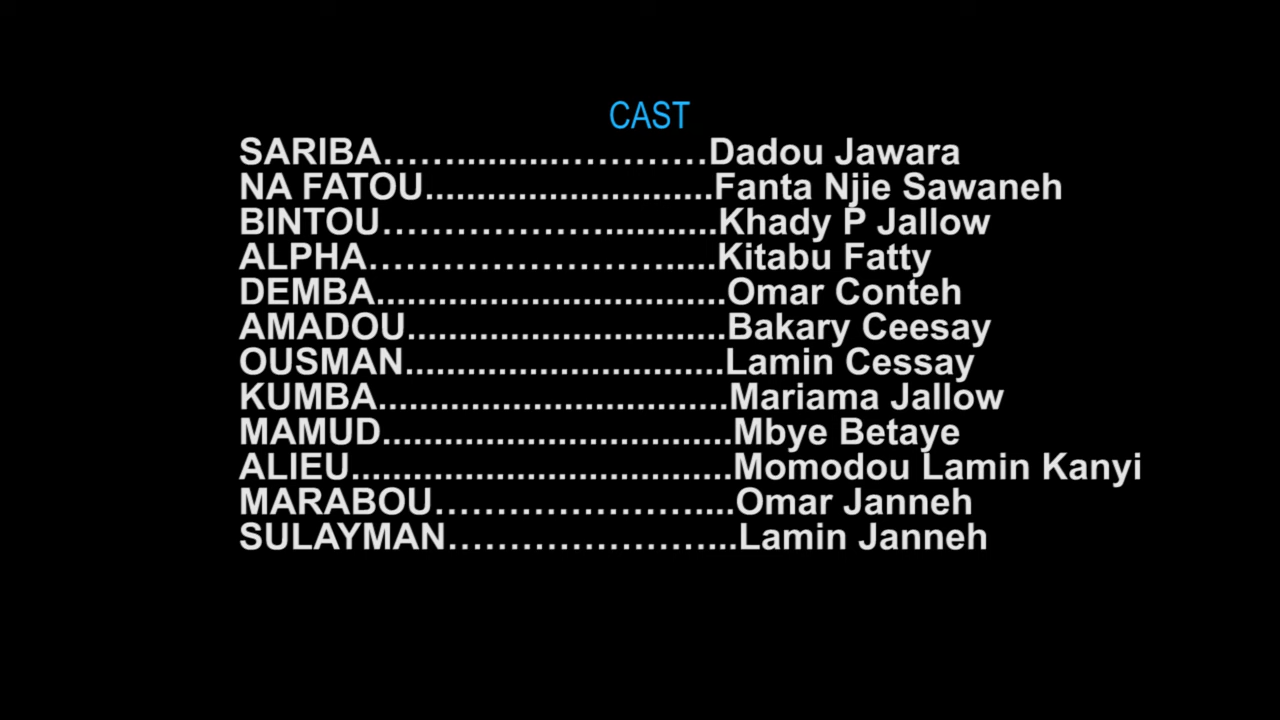 CAST
SARIBA……..........…………Dadou Jawara
NA FATOU............................Fanta Njie Sawaneh
BINTOU…………………...........Khady P Jallow
ALPHA……………………….....Kitabu Fatty
DEMBA..................................Omar Conteh
AMADOU...............................Bakary Ceesay
OUSMAN...............................Lamin Cessay
KUMBA..................................Mariama Jallow
MAMUD..................................Mbye Betaye
ALIEU.....................................Momodou Lamin Kanyi
MARABOU……………………....Omar Janneh
SULAYMAN……………………...Lamin Janneh